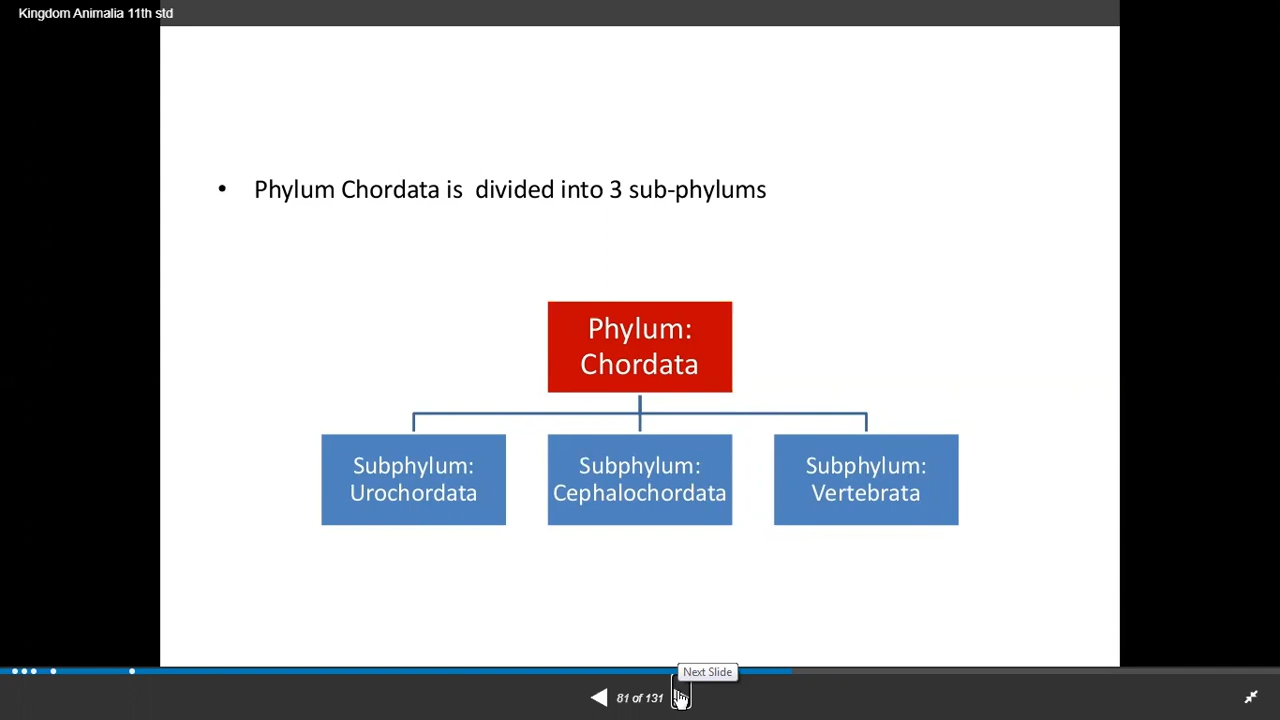 Kingdom Animalia 11th std
• Phylum Chordata is  divided into 3 sub-phylums
Phylum:
Chordata
Subphylum:
Urochordata
Subphylum:
Cephalochordata
Subphylum:
Vertebrata
Next Slide
81 of 131